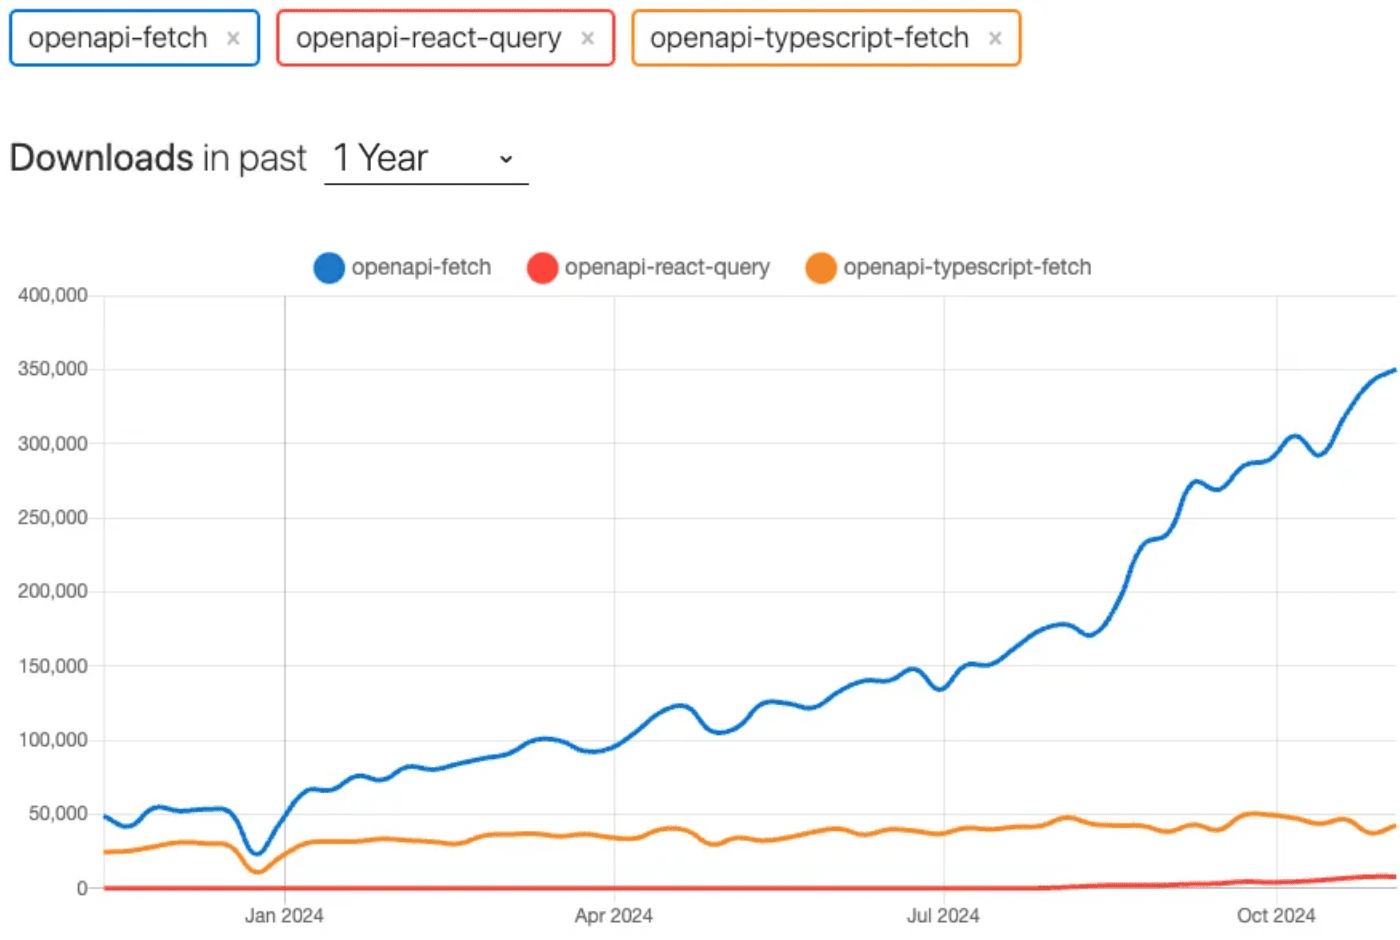 openapi-fetch × openapi-react-query × openapi-typescript-fetch ×
Downloads in past 1 Year
openapi-fetch openapi-react-query openapi-typescript-fetch
400,000
350,000
300,000
250,000
200,000
150,000
100,000
50,000
0
Jan 2024 Apr 2024 Jul 2024 Oct 2024